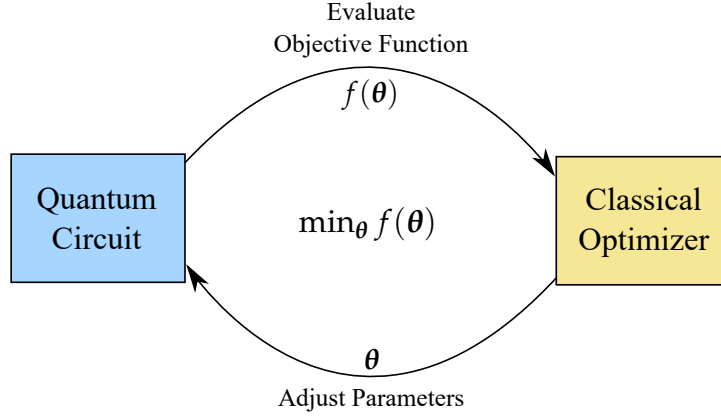 Evaluate
Objective Function
f(θ)
Quantum
Circuit
min_θ f(θ)
Classical
Optimizer
θ
Adjust Parameters